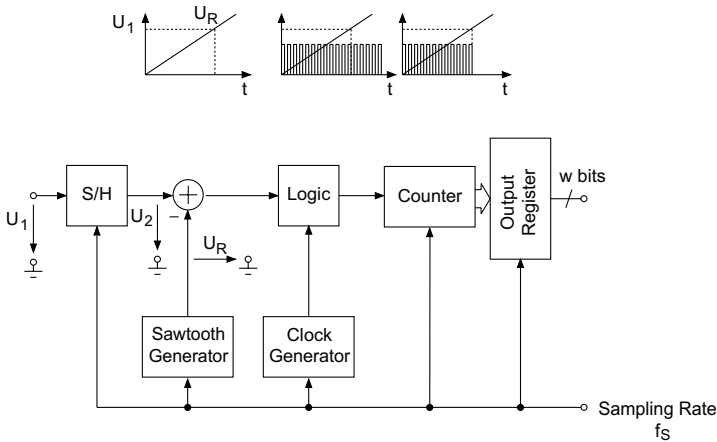 U1
UR
t
t
t
S/H
+
Logic
Counter
Output
Register
w bits
U1
U2
–
UR
Sawtooth
Generator
Clock
Generator
Sampling Rate
fS